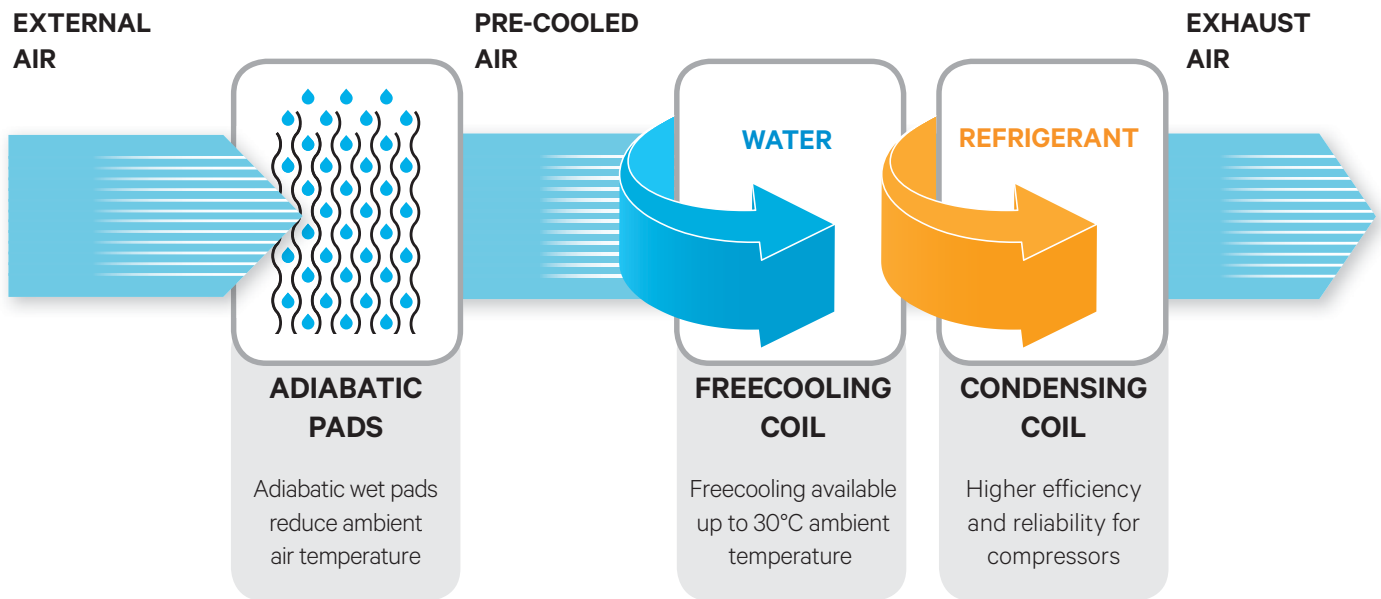 EXTERNAL
AIR
PRE-COOLED
AIR
EXHAUST
AIR
WATER
REFRIGERANT
ADIABATIC
PADS
Adiabatic wet pads
reduce ambient
air temperature
FREECOOLING
COIL
Freecooling available
up to 30°C ambient
temperature
CONDENSING
COIL
Higher efficiency
and reliability for
compressors